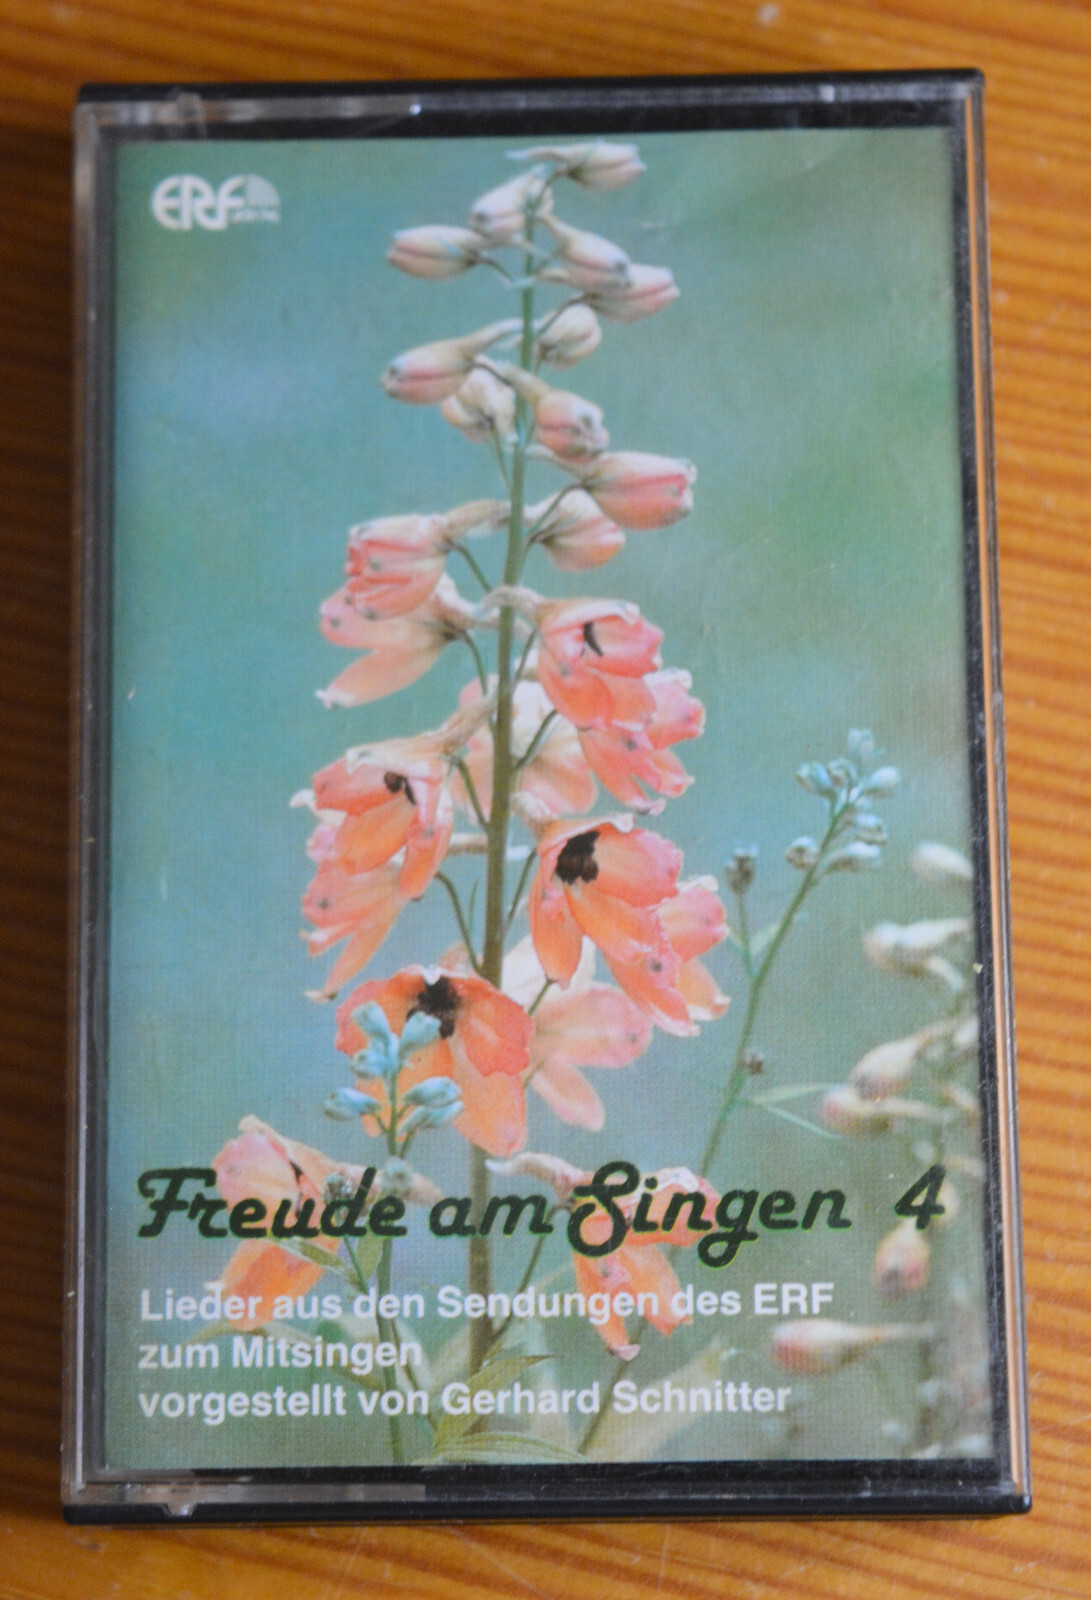 ERF
Freude am Singen 4
Lieder aus den Sendungen des ERF
zum Mitsingen
vorgestellt von Gerhard Schnitter